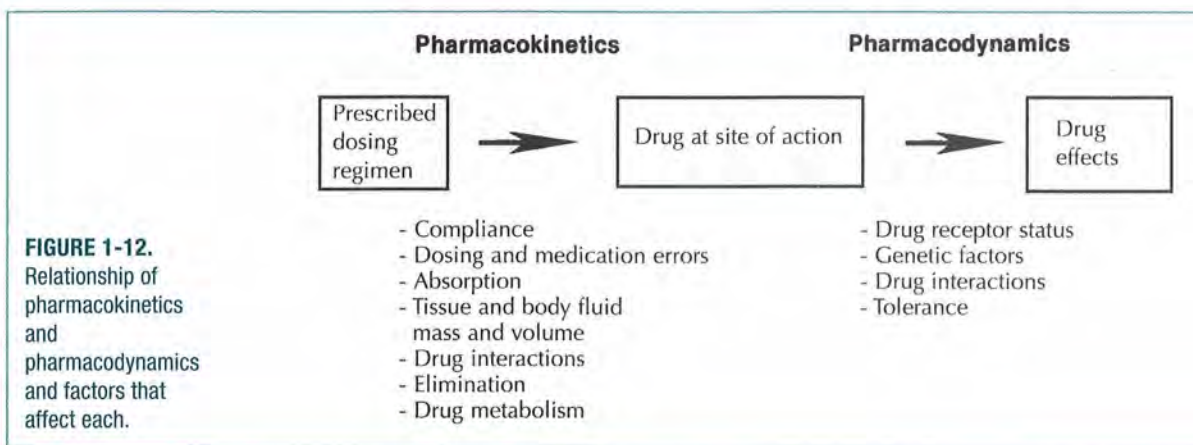 Pharmacokinetics
Pharmacodynamics
Prescribed
dosing
regimen
Drug at site of action
Drug
effects
- Compliance
- Dosing and medication errors
- Absorption
- Tissue and body fluid
mass and volume
- Drug interactions
- Elimination
- Drug metabolism
- Drug receptor status
- Genetic factors
- Drug interactions
- Tolerance
FIGURE 1-12.
Relationship of
pharmacokinetics
and
pharmacodynamics
and factors that
affect each.